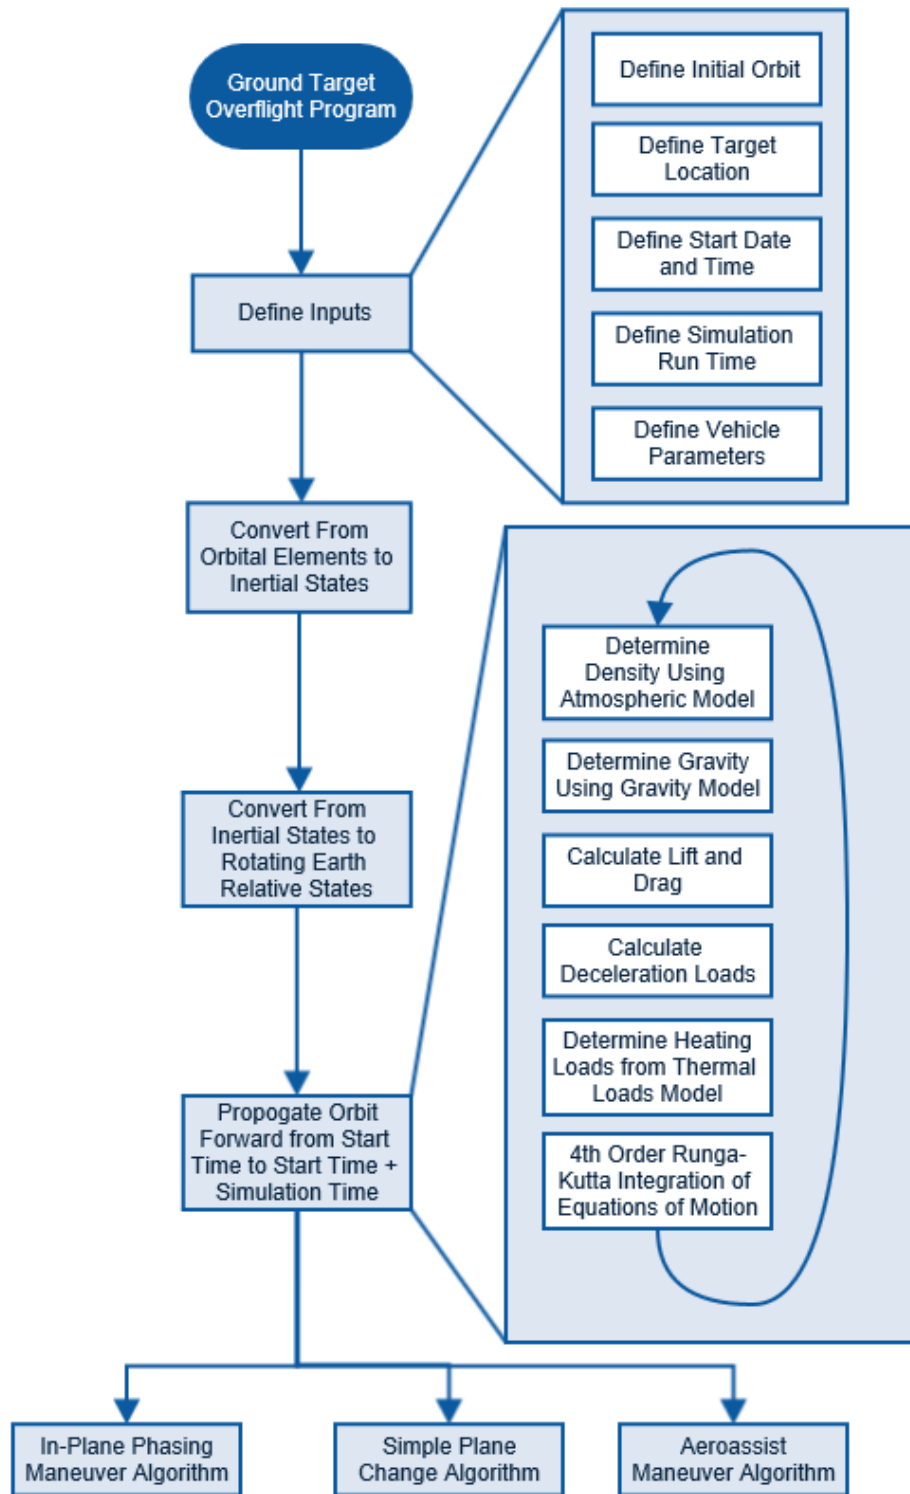 Ground Target
Overflight Program
Define Inputs
Define Initial Orbit
Define Target
Location
Define Start Date
and Time
Define Simulation
Run Time
Define Vehicle
Parameters
Convert From
Orbital Elements to
Inertial States
Convert From
Inertial States to
Rotating Earth
Relative States
Propogate Orbit
Forward from Start
Time to Start Time +
Simulation Time
Determine
Density Using
Atmospheric Model
Determine Gravity
Using Gravity Model
Calculate Lift and
Drag
Calculate
Deceleration Loads
Determine Heating
Loads from Thermal
Loads Model
4th Order Runga-
Kutta Integration of
Equations of Motion
In-Plane Phasing
Maneuver Algorithm
Simple Plane
Change Algorithm
Aeroassist
Maneuver Algorithm